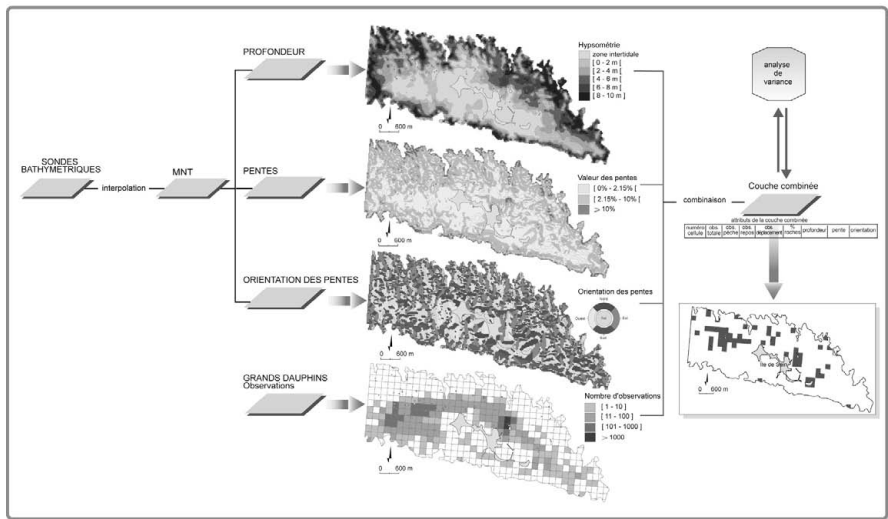 PROFONDEUR
Hypsométrie
zone intertidale
[ 0 - 2 m [
[ 2 - 4 m [
[ 4 - 6 m [
[ 6 - 8 m [
[ 8 - 10 m ]
0 600 m
analyse
de
variance
SONDES
BATHYMETRIQUES
interpolation
MNT
PENTES
Valeur des pentes
[ 0% - 2.15% [
[ 2.15% - 10% [
> 10%
0 600 m
combinaison
Couche combinée
attributs de la couche combinée
numéro cellule
obs. totale
obs. pêche
obs. repos
obs. déplacement
% roches
profondeur
pente
orientation
ORIENTATION DES PENTES
Orientation des pentes
Nord
Ouest
Est
Sud
0 600 m
GRANDS DAUPHINS
Observations
Nombre d'observations
[ 1 - 10 ]
[ 11 - 100 ]
[ 101 - 1000 ]
> 1000
0 600 m
Ile de Sein
0 600 m